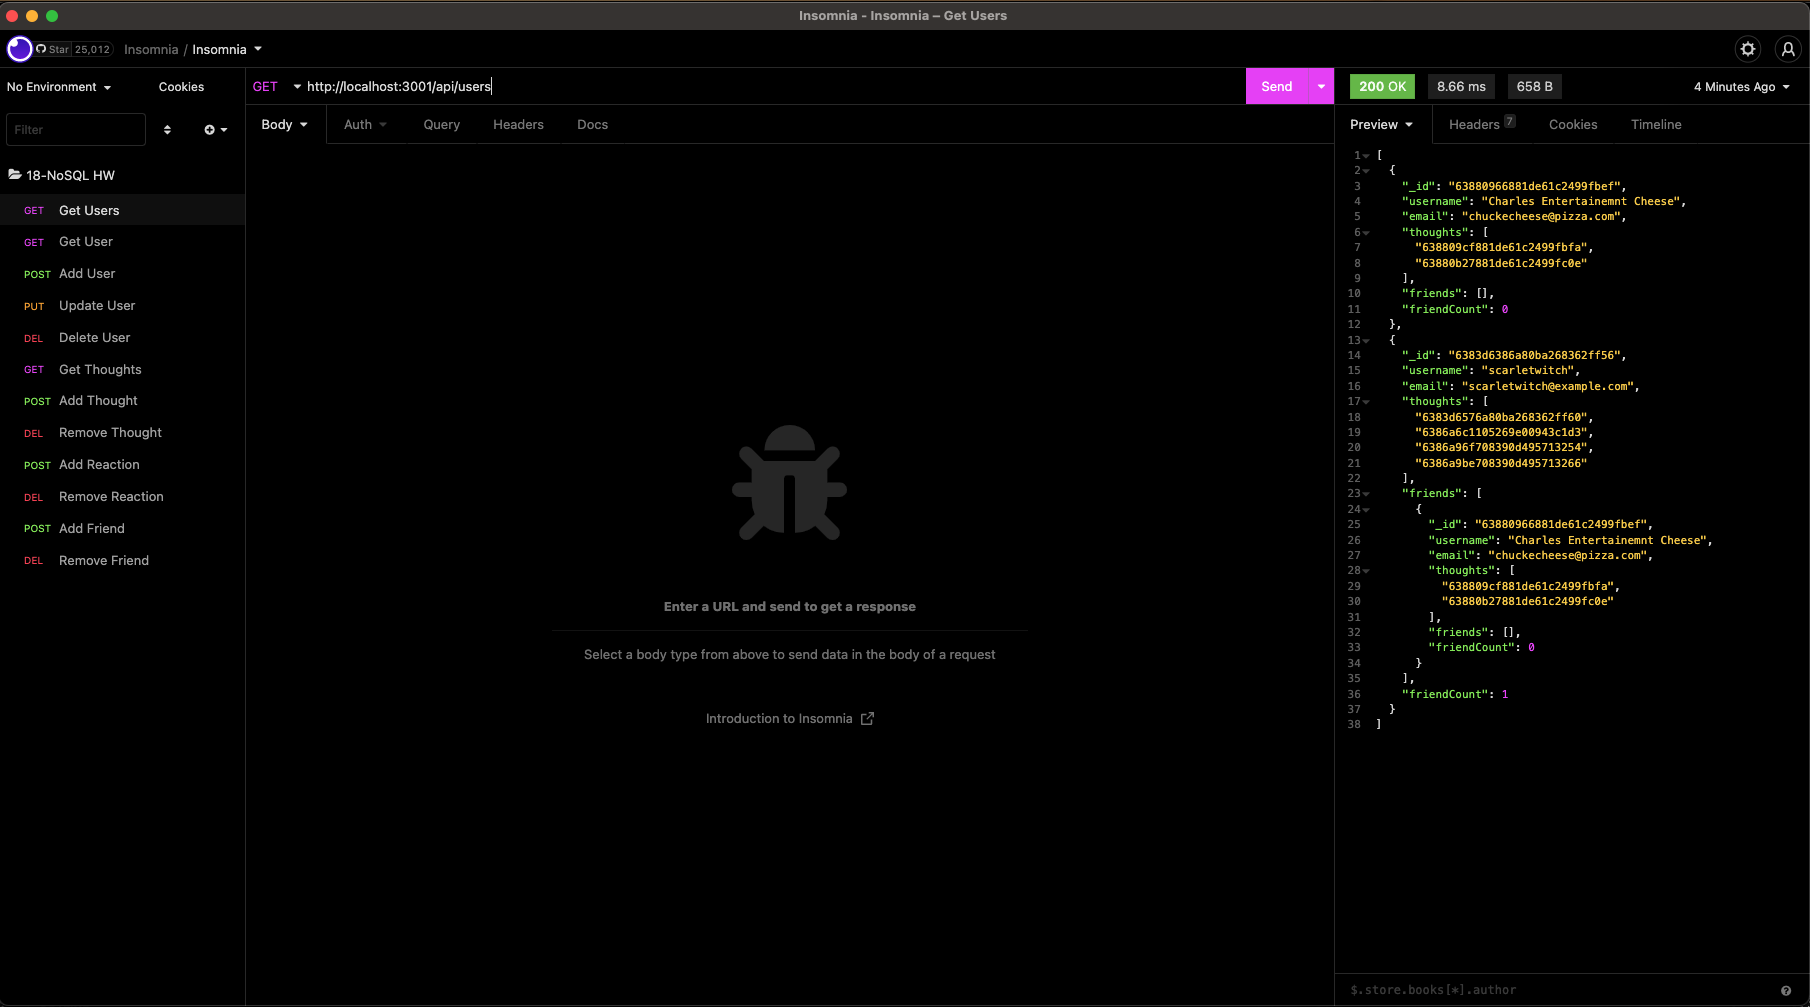 Insomnia - Insomnia – Get Users
Star 25,012 Insomnia / Insomnia
No Environment Cookies
Filter
18-NoSQL HW
GET Get Users
GET Get User
POST Add User
PUT Update User
DEL Delete User
GET Get Thoughts
POST Add Thought
DEL Remove Thought
POST Add Reaction
DEL Remove Reaction
POST Add Friend
DEL Remove Friend
GET http://localhost:3001/api/users Send
Body Auth Query Headers Docs
Enter a URL and send to get a response
Select a body type from above to send data in the body of a request
Introduction to Insomnia
200 OK 8.66 ms 658 B 4 Minutes Ago
Preview Headers 7 Cookies Timeline
1 [
2 {
3 "_id": "63880966881de61c2499fbef",
4 "username": "Charles Entertainemnt Cheese",
5 "email": "chuckecheese@pizza.com",
6 "thoughts": [
7 "638809cf881de61c2499fbfa",
8 "63880b27881de61c2499fc0e"
9 ],
10 "friends": [],
11 "friendCount": 0
12 },
13 {
14 "_id": "6383d6386a80ba268362ff56",
15 "username": "scarletwitch",
16 "email": "scarletwitch@example.com",
17 "thoughts": [
18 "6383d6576a80ba268362ff60",
19 "6386a6c1105269e00943c1d3",
20 "6386a96f708390d495713254",
21 "6386a9be708390d495713266"
22 ],
23 "friends": [
24 {
25 "_id": "63880966881de61c2499fbef",
26 "username": "Charles Entertainemnt Cheese",
27 "email": "chuckecheese@pizza.com",
28 "thoughts": [
29 "638809cf881de61c2499fbfa",
30 "63880b27881de61c2499fc0e"
31 ],
32 "friends": [],
33 "friendCount": 0
34 }
35 ],
36 "friendCount": 1
37 }
38 ]
$.store.books[*].author